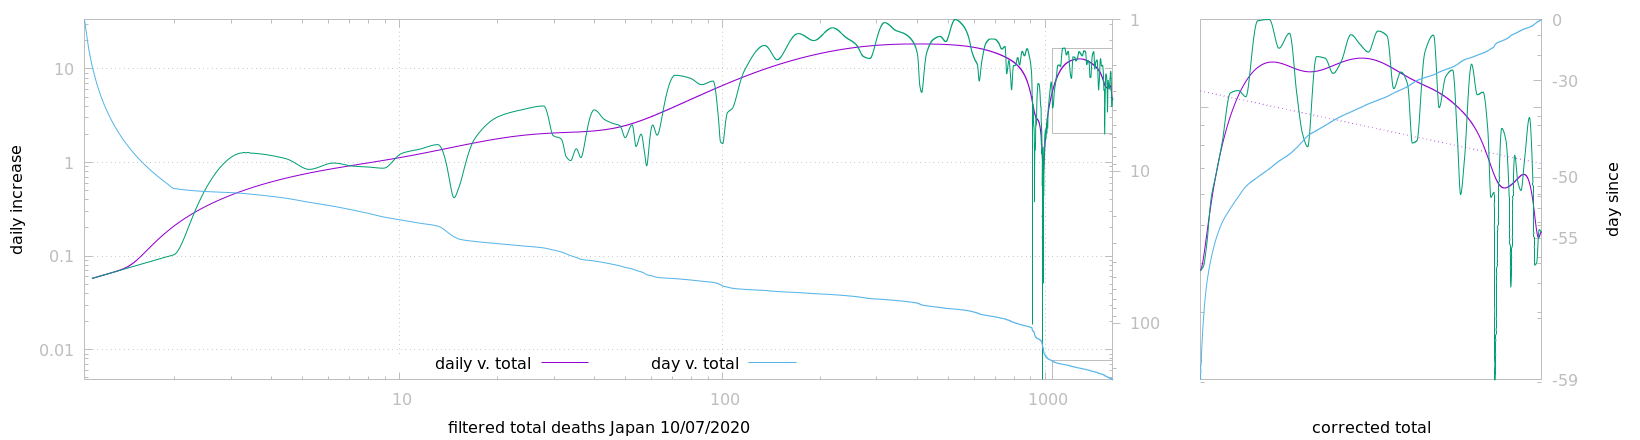 daily increase
10
1
0.1
0.01
daily v. total
day v. total
10
100
1000
1
10
100
filtered total deaths Japan 10/07/2020
0
-30
-50
-55
-59
day since
corrected total